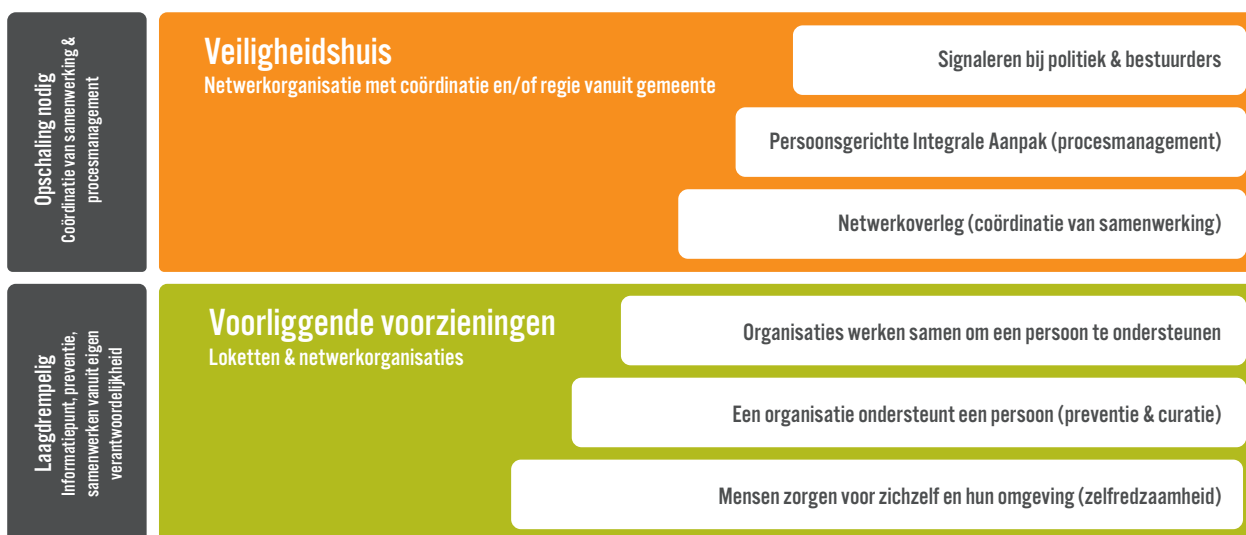 Opschaling nodig
Coördinatie van samenwerking &
procesmanagement
Veiligheidshuis
Netwerkorganisatie met coördinatie en/of regie vanuit gemeente
Signaleren bij politiek & bestuurders
Persoonsgerichte Integrale Aanpak (procesmanagement)
Netwerkoverleg (coördinatie van samenwerking)
Laagdrempelig
Informatiepunt, preventie,
samenwerken vanuit eigen
verantwoordelijkheid
Voorliggende voorzieningen
Loketten & netwerkorganisaties
Organisaties werken samen om een persoon te ondersteunen
Een organisatie ondersteunt een persoon (preventie & curatie)
Mensen zorgen voor zichzelf en hun omgeving (zelfredzaamheid)